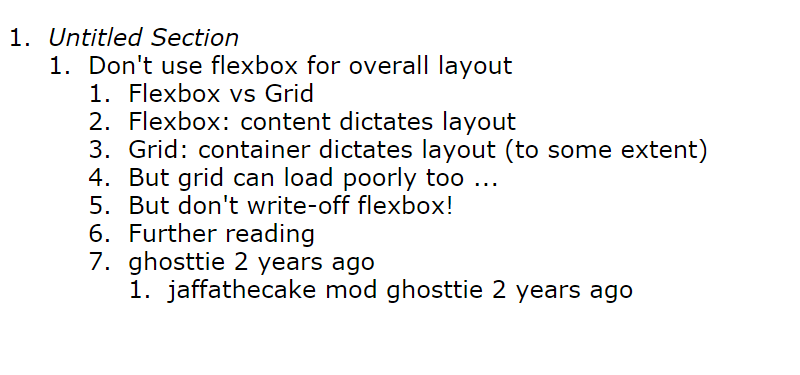 1. Untitled Section
1. Don't use flexbox for overall layout
1. Flexbox vs Grid
2. Flexbox: content dictates layout
3. Grid: container dictates layout (to some extent)
4. But grid can load poorly too ...
5. But don't write-off flexbox!
6. Further reading
7. ghosttie 2 years ago
1. jaffathecake mod ghosttie 2 years ago